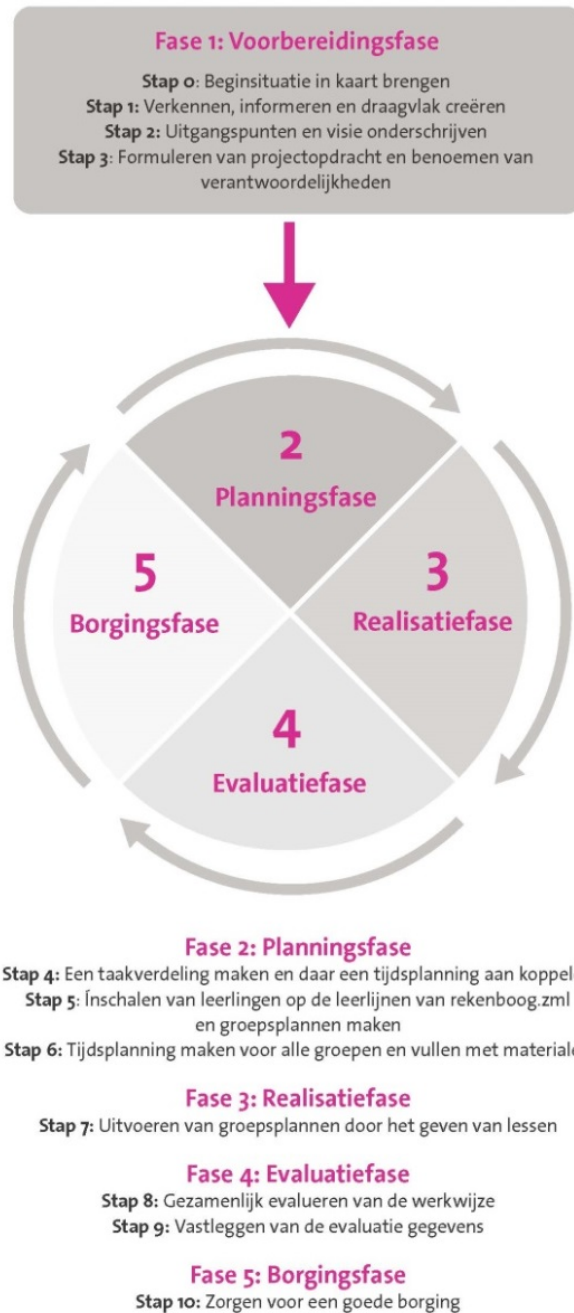 Fase 1: Voorbereidingsfase
Stap 0: Beginsituatie in kaart brengen
Stap 1: Verkennen, informeren en draagvlak creëren
Stap 2: Uitgangspunten en visie onderschrijven
Stap 3: Formuleren van projectopdracht en benoemen van
verantwoordelijkheden
2
Planningsfase
5
Borgingsfase
3
Realisatiefase
4
Evaluatiefase
Fase 2: Planningsfase
Stap 4: Een taakverdeling maken en daar een tijdsplanning aan koppele
Stap 5: Ínschalen van leerlingen op de leerlijnen van rekenboog.zml
en groepsplannen maken
Stap 6: Tijdsplanning maken voor alle groepen en vullen met materiale
Fase 3: Realisatiefase
Stap 7: Uitvoeren van groepsplannen door het geven van lessen
Fase 4: Evaluatiefase
Stap 8: Gezamenlijk evalueren van de werkwijze
Stap 9: Vastleggen van de evaluatie gegevens
Fase 5: Borgingsfase
Stap 10: Zorgen voor een goede borging